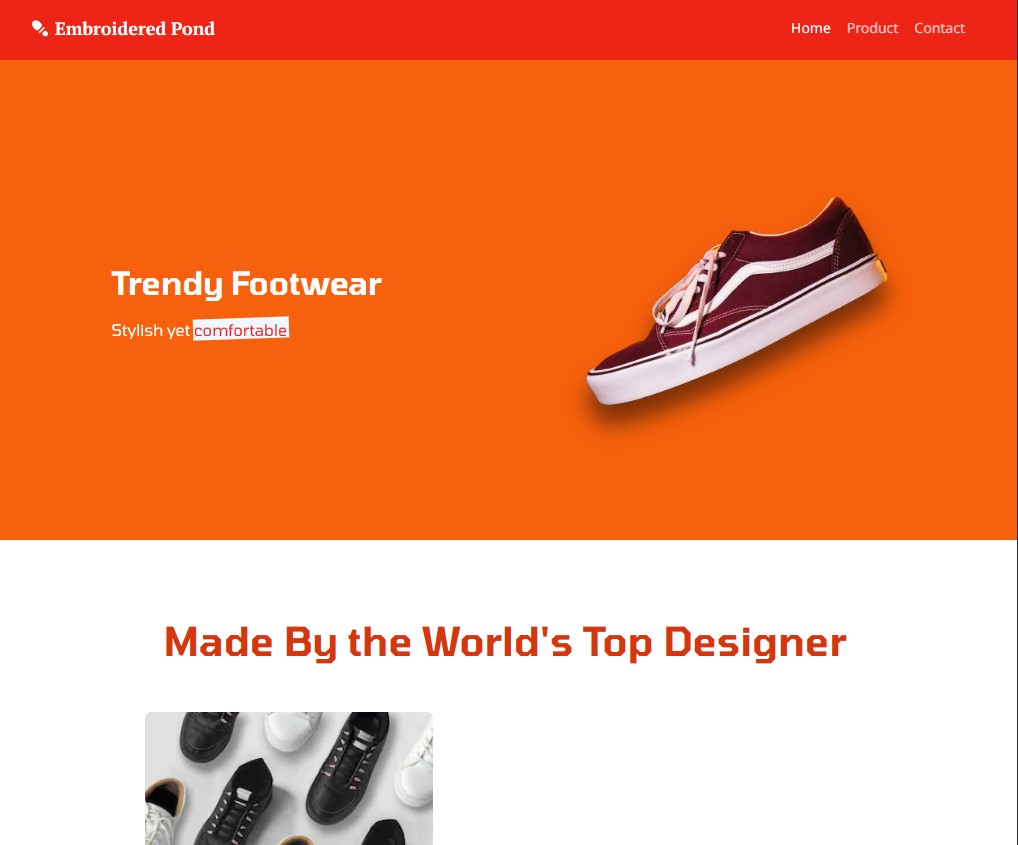 Embroidered Pond
Home Product Contact
Trendy Footwear
Stylish yet comfortable
Made By the World's Top Designer